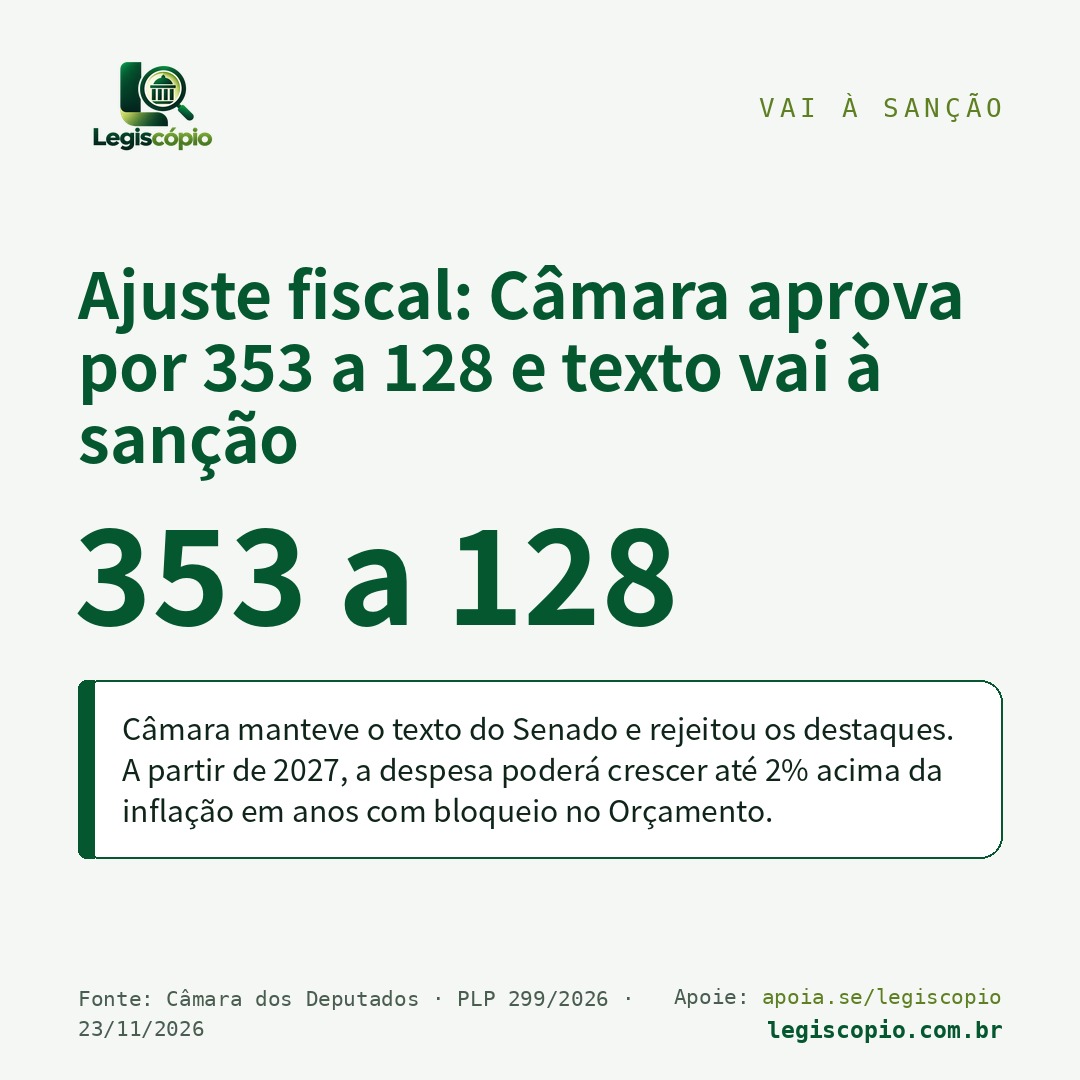 Legiscópio
VAI À SANÇÃO
Ajuste fiscal: Câmara aprova
por 353 a 128 e texto vai à
sanção
353 a 128
Câmara manteve o texto do Senado e rejeitou os destaques.
A partir de 2027, a despesa poderá crescer até 2% acima da
inflação em anos com bloqueio no Orçamento.
Fonte: Câmara dos Deputados · PLP 299/2026 ·
23/11/2026
Apoie: apoia.se/legiscopio
legiscopio.com.br